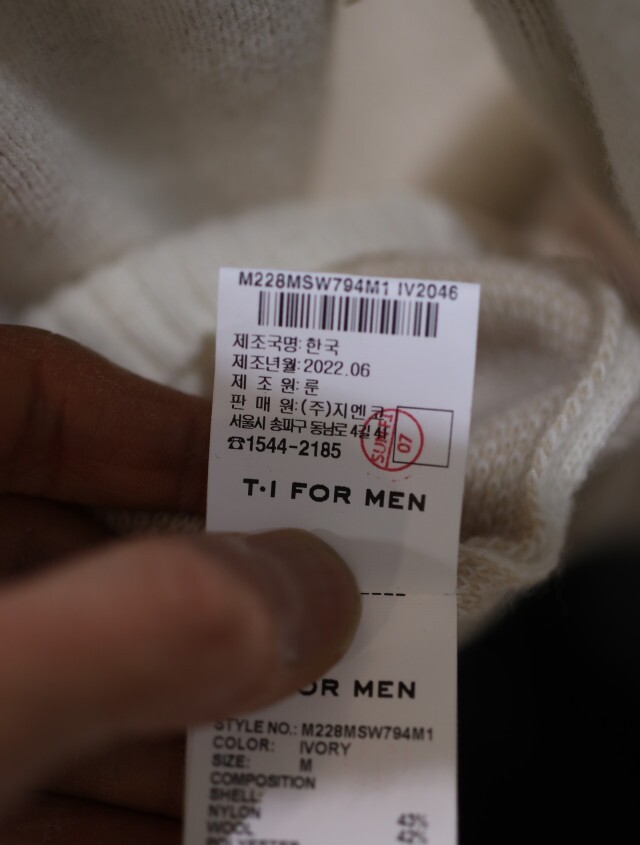 M228MSW794M1 IV2046
제조국명: 한국
제조년월: 2022.06
제 조 원: 룬
판 매 원: (주)지엔코
서울시 송파구 동남로 4길 41
☎1544-2185
07
T·I FOR MEN
OR MEN
STYLE NO.: M228MSW794M1
COLOR: IVORY
SIZE: M
COMPOSITION
SHELL:
NYLON 43%
WOOL 42%
POLYESTER